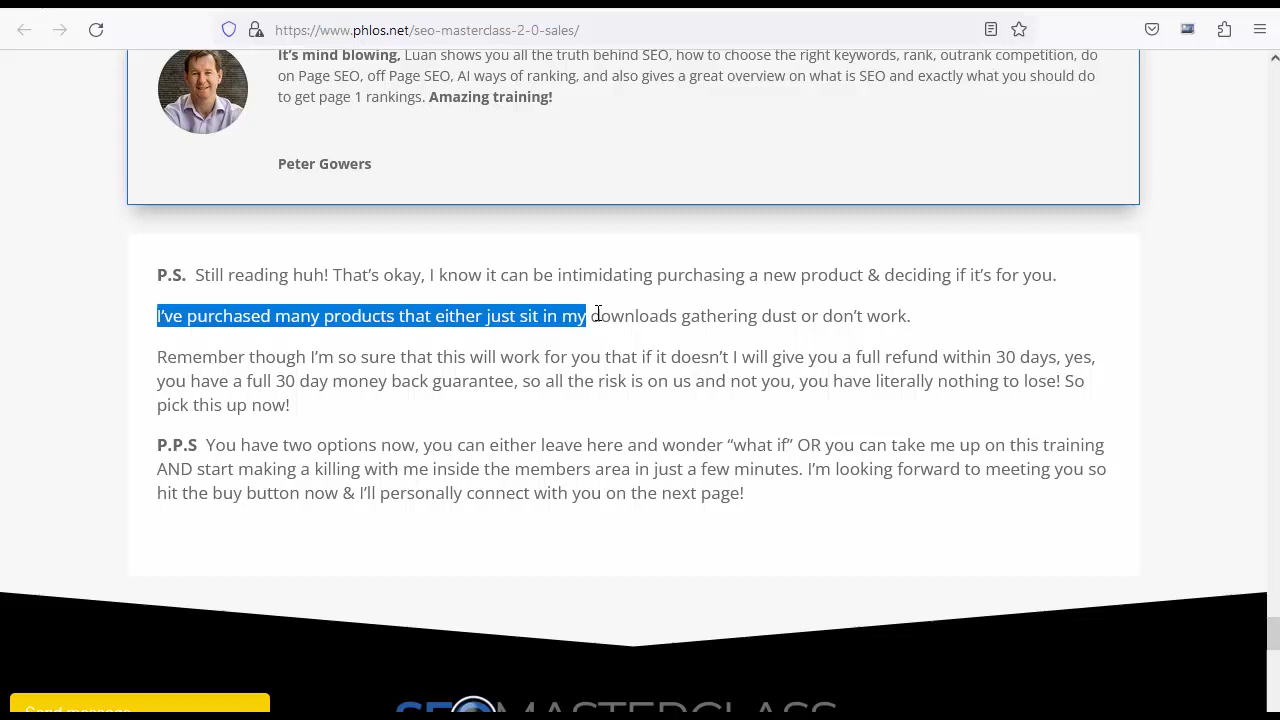 https://www.phlos.net/seo-masterclass-2-0-sales/
It’s mind blowing, Luan shows you all the truth behind SEO, how to choose the right keywords, rank, outrank competition, do
on Page SEO, off Page SEO, AI ways of ranking, and also gives a great overview on what is SEO and exactly what you should do
to get page 1 rankings. Amazing training!
Peter Gowers
P.S. Still reading huh! That’s okay, I know it can be intimidating purchasing a new product & deciding if it’s for you.
I’ve purchased many products that either just sit in my downloads gathering dust or don’t work.
Remember though I’m so sure that this will work for you that if it doesn’t I will give you a full refund within 30 days, yes,
you have a full 30 day money back guarantee, so all the risk is on us and not you, you have literally nothing to lose! So
pick this up now!
P.P.S You have two options now, you can either leave here and wonder “what if” OR you can take me up on this training
AND start making a killing with me inside the members area in just a few minutes. I’m looking forward to meeting you so
hit the buy button now & I’ll personally connect with you on the next page!
SEO MASTERCLASS
Send message